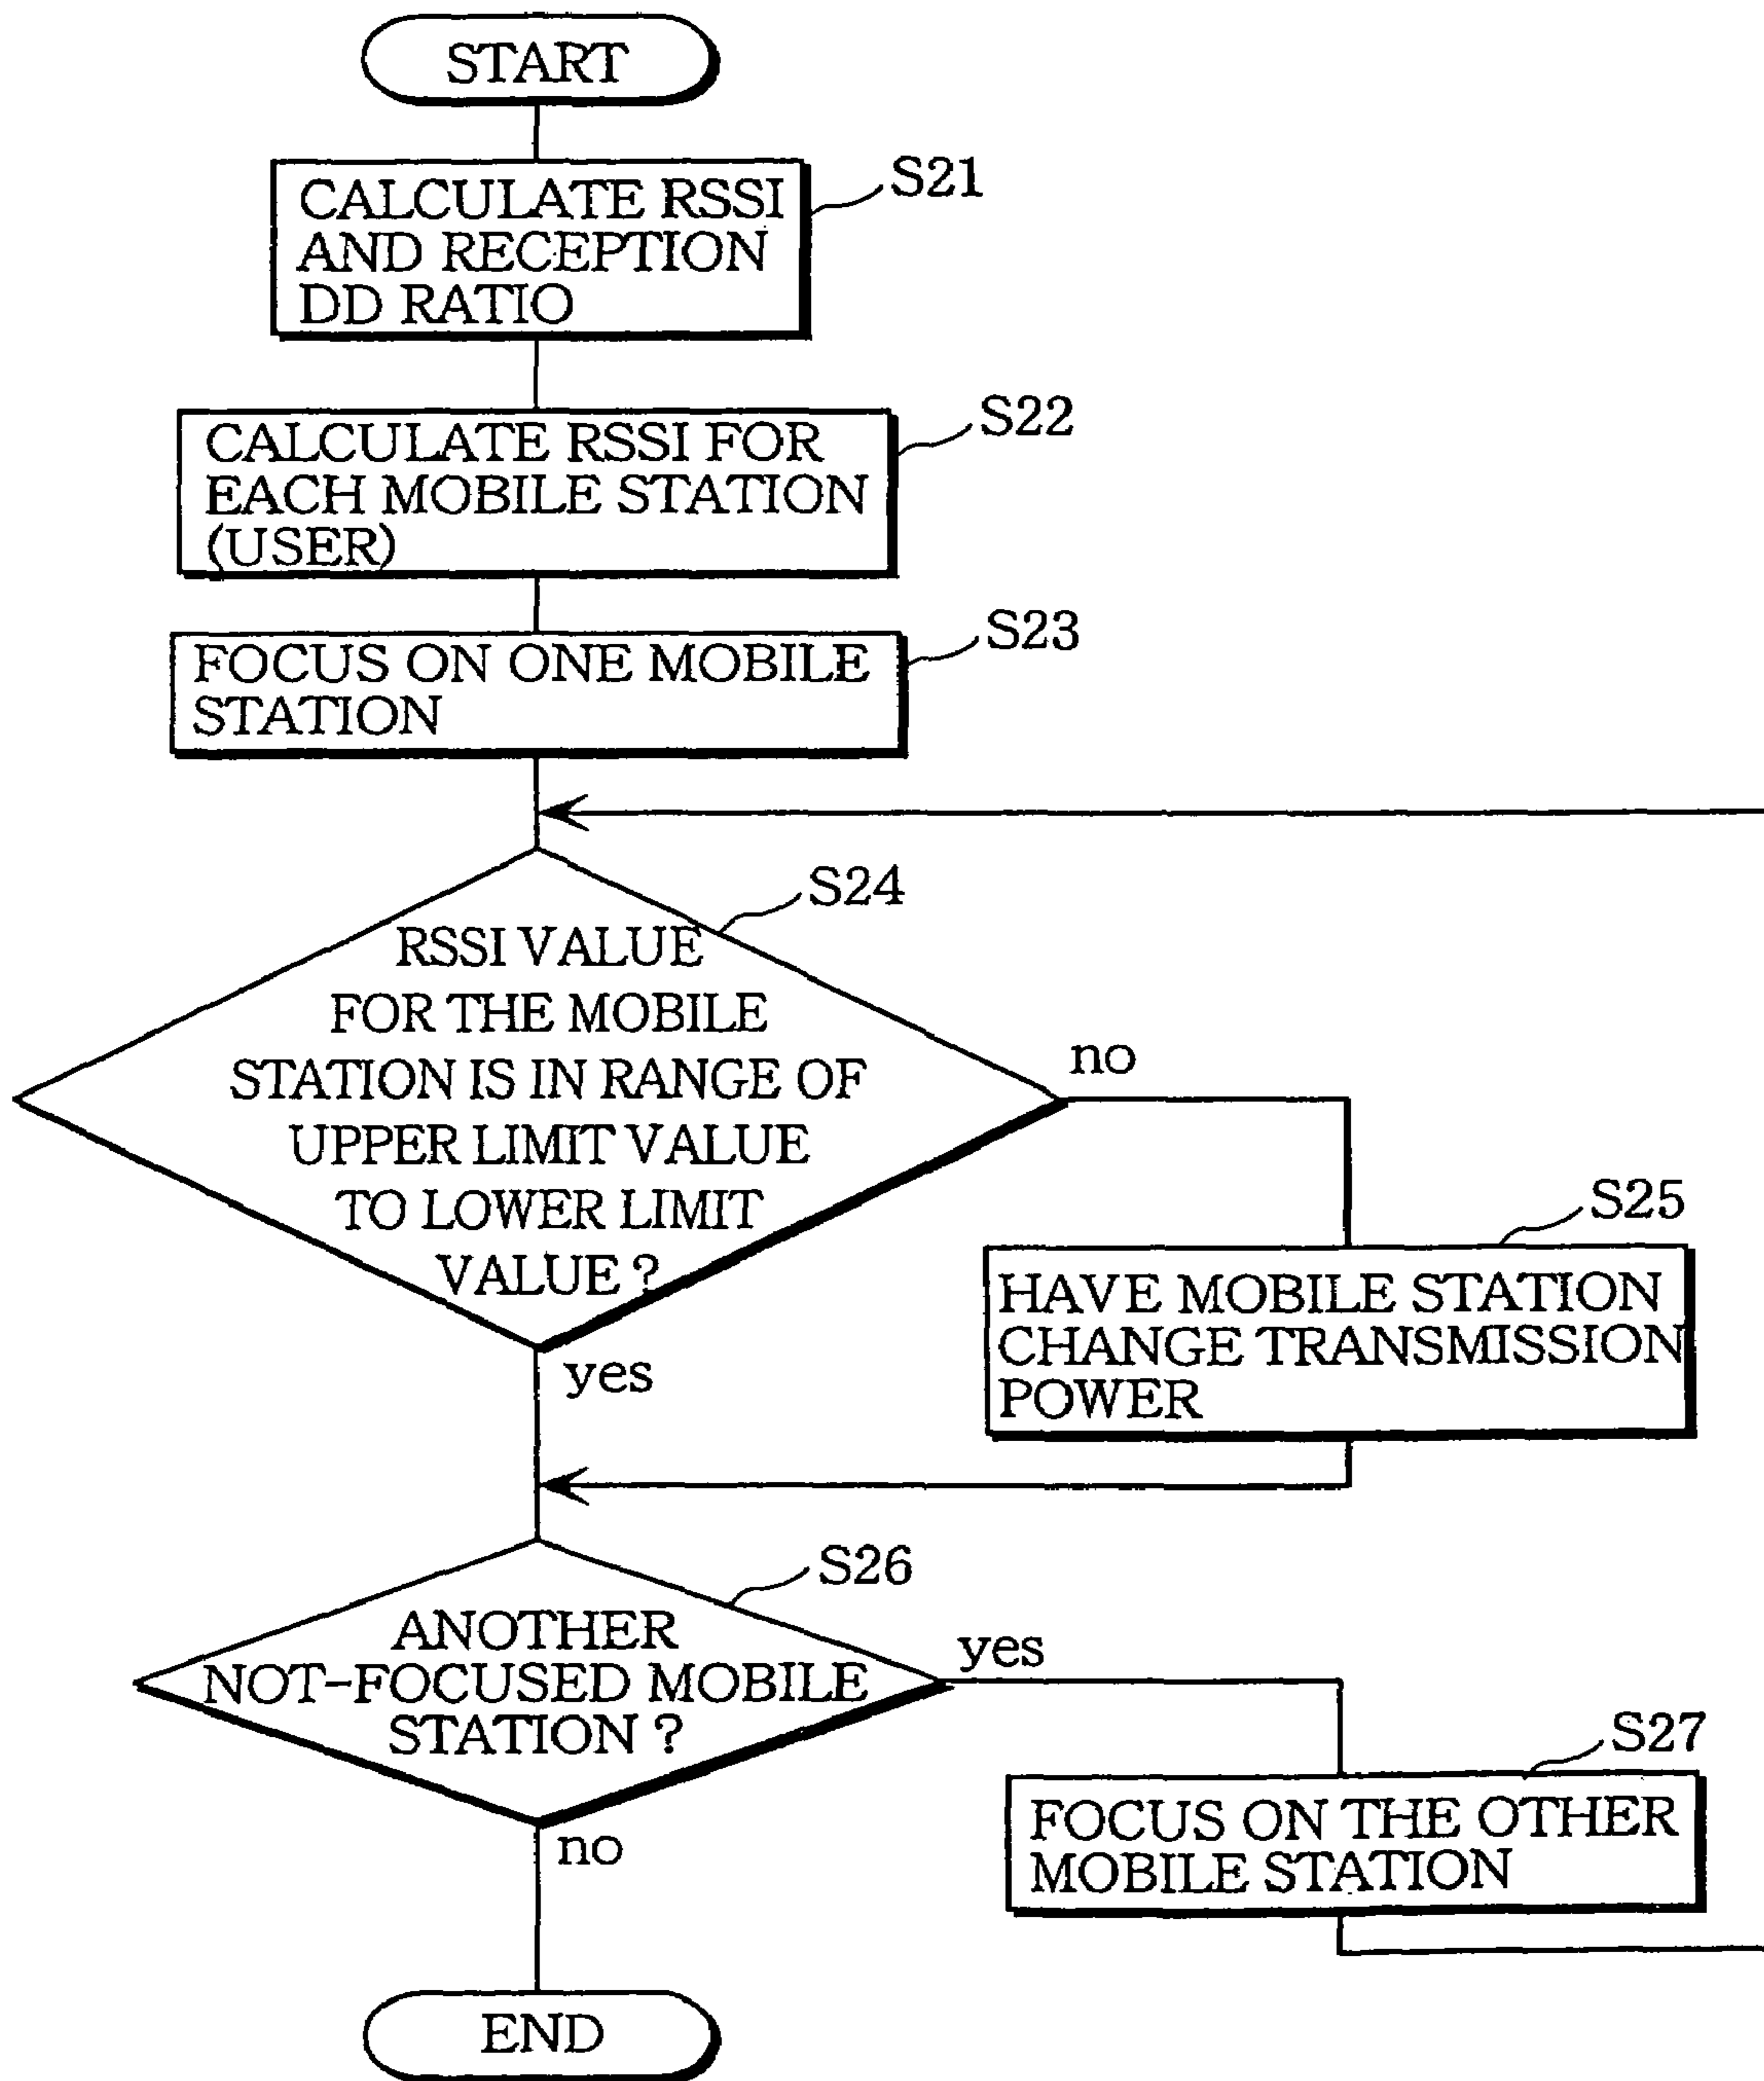 START
S21
CALCULATE RSSI
AND RECEPTION
DD RATIO
S22
CALCULATE RSSI FOR
EACH MOBILE STATION
(USER)
S23
FOCUS ON ONE MOBILE
STATION
S24
RSSI VALUE
FOR THE MOBILE
STATION IS IN RANGE OF
UPPER LIMIT VALUE
TO LOWER LIMIT
VALUE ?
no
yes
S25
HAVE MOBILE STATION
CHANGE TRANSMISSION
POWER
S26
ANOTHER
NOT-FOCUSED MOBILE
STATION ?
yes
no
S27
FOCUS ON THE OTHER
MOBILE STATION
END